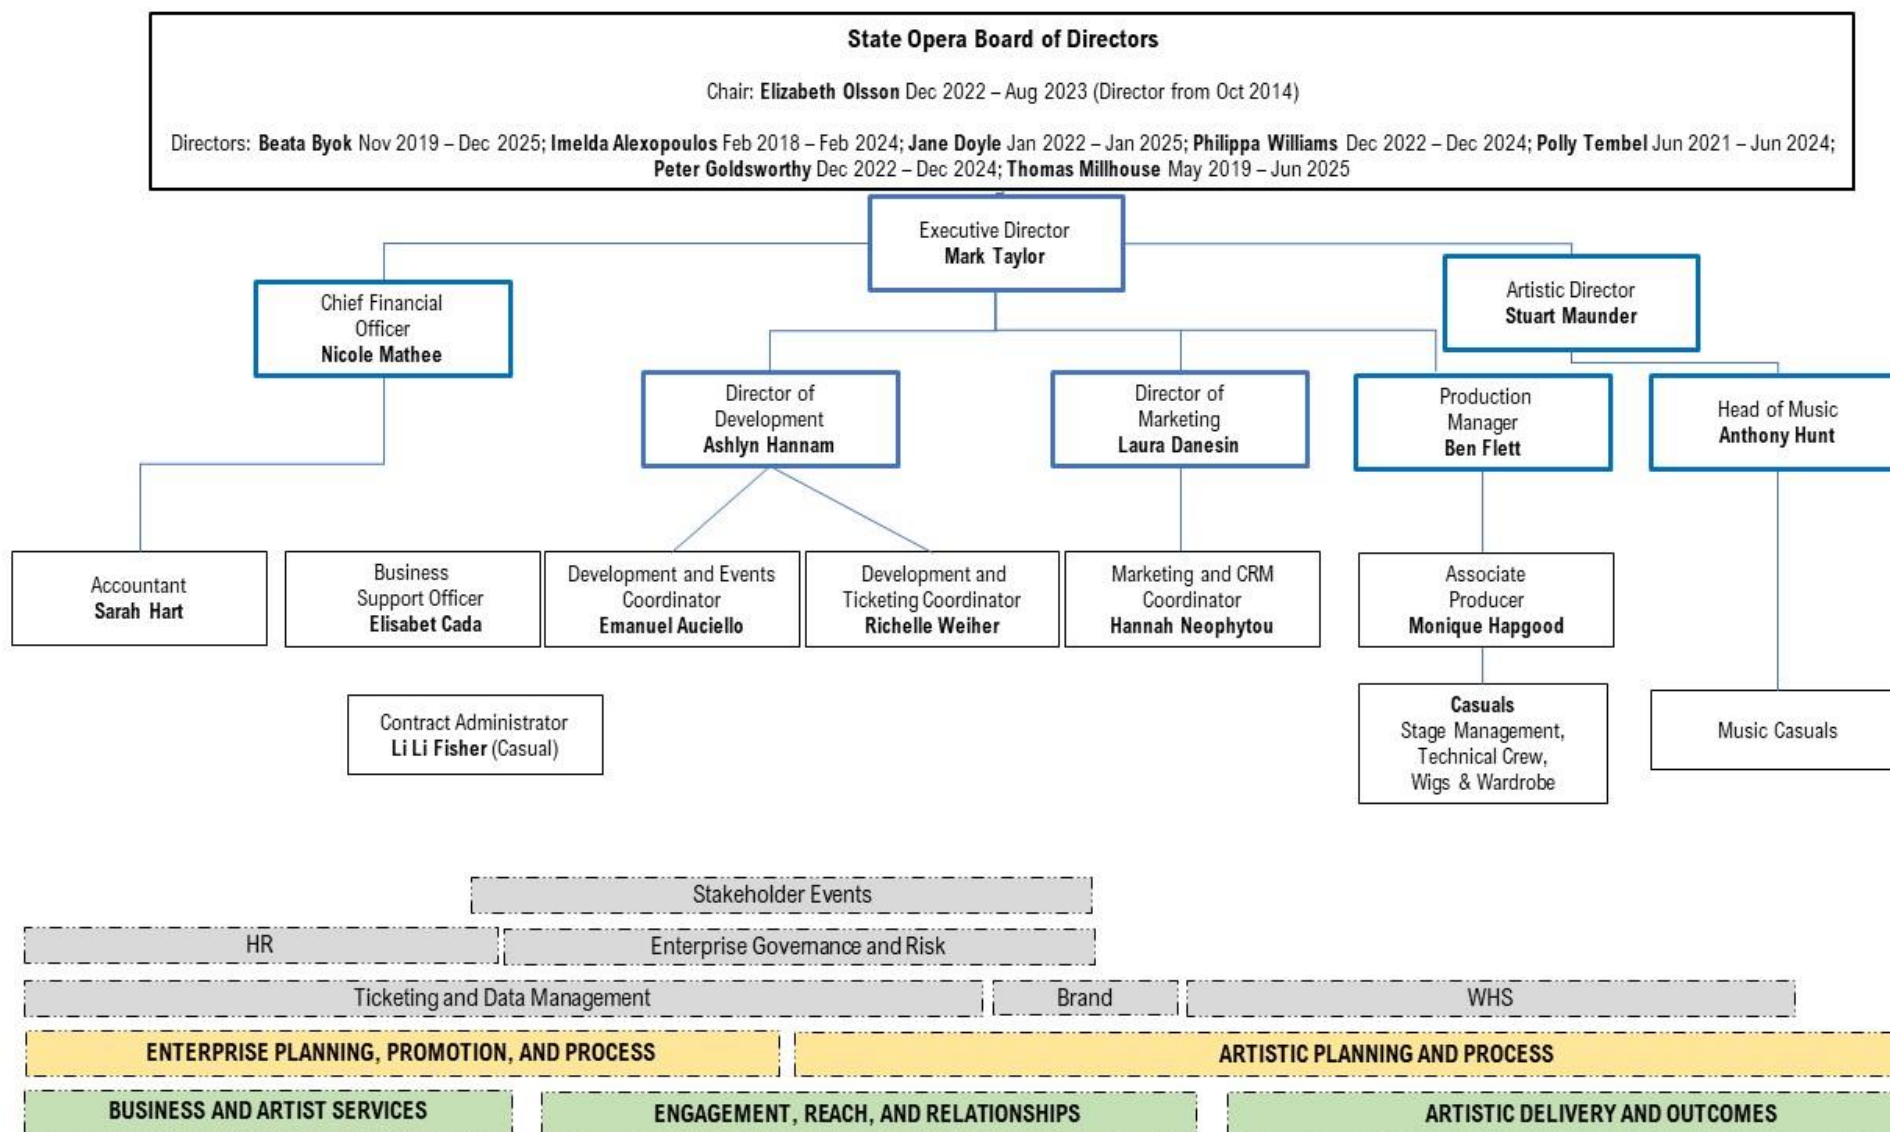 State Opera Board of Directors
Chair: Elizabeth Olsson Dec 2022 – Aug 2023 (Director from Oct 2014)
Directors: Beata Byok Nov 2019 – Dec 2025; Imelda Alexopoulos Feb 2018 – Feb 2024; Jane Doyle Jan 2022 – Jan 2025; Philippa Williams Dec 2022 – Dec 2024; Polly Tembel Jun 2021 – Jun 2024;
Peter Goldsworthy Dec 2022 – Dec 2024; Thomas Millhouse May 2019 – Jun 2025
Executive Director
Mark Taylor
Chief Financial
Officer
Nicole Mathee
Artistic Director
Stuart Maunder
Director of
Development
Ashlyn Hannam
Director of
Marketing
Laura Danesin
Production
Manager
Ben Flett
Head of Music
Anthony Hunt
Accountant
Sarah Hart
Business
Support Officer
Elisabet Cada
Development and Events
Coordinator
Emanuel Auciello
Development and
Ticketing Coordinator
Richelle Weiher
Marketing and CRM
Coordinator
Hannah Neophytou
Associate
Producer
Monique Hapgood
Contract Administrator
Li Li Fisher (Casual)
Casuals
Stage Management,
Technical Crew,
Wigs & Wardrobe
Music Casuals
Stakeholder Events
HR
Enterprise Governance and Risk
Ticketing and Data Management
Brand
WHS
ENTERPRISE PLANNING, PROMOTION, AND PROCESS
ARTISTIC PLANNING AND PROCESS
BUSINESS AND ARTIST SERVICES
ENGAGEMENT, REACH, AND RELATIONSHIPS
ARTISTIC DELIVERY AND OUTCOMES